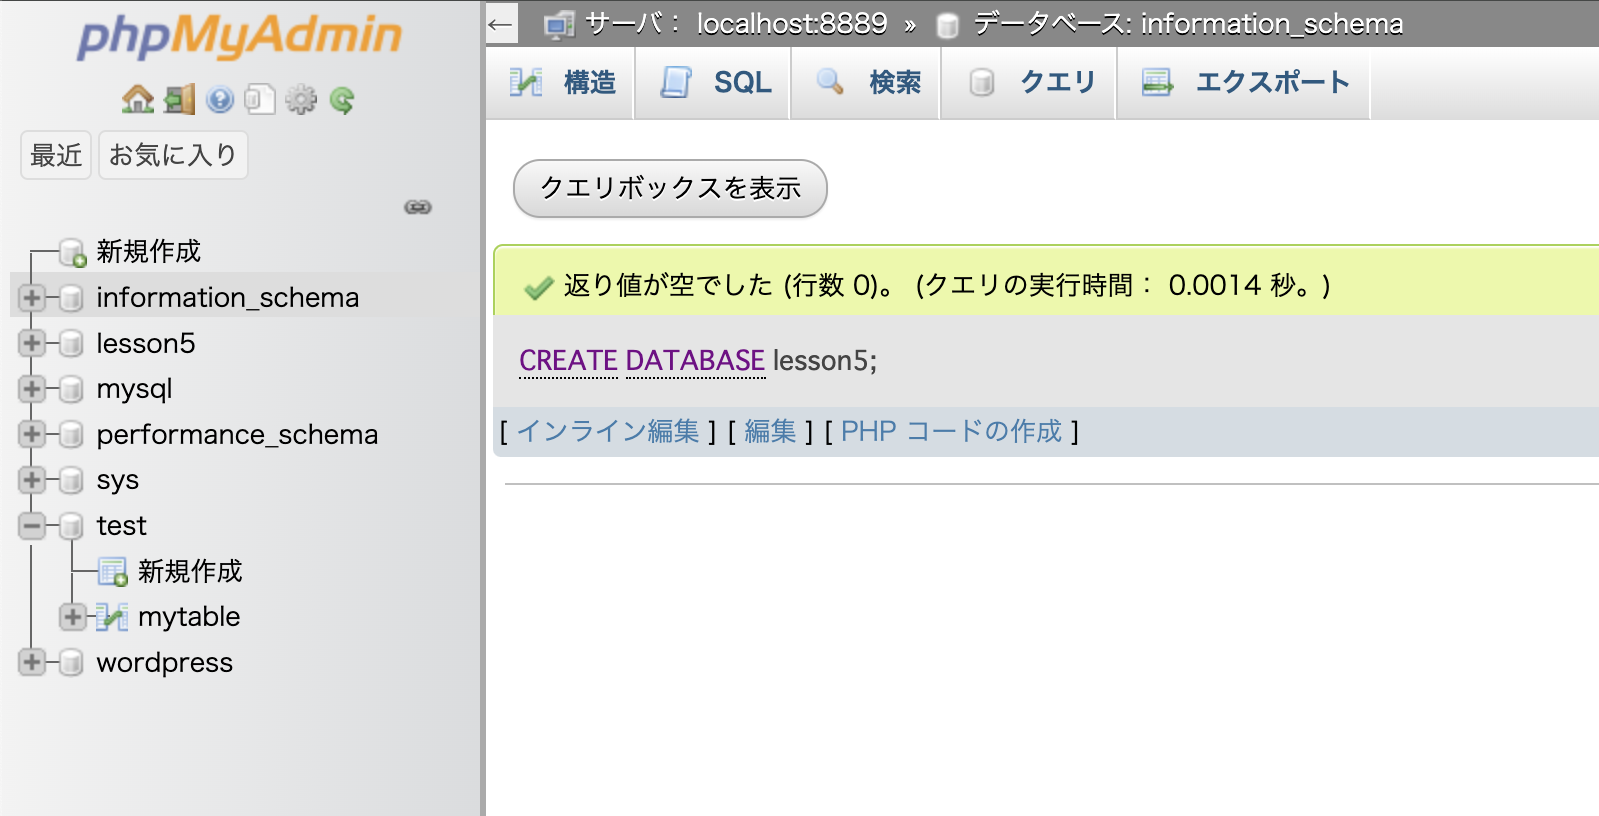 phpMyAdmin
最近 お気に入り
新規作成
information_schema
lesson5
mysql
performance_schema
sys
test
新規作成
mytable
wordpress
← サーバ： localhost:8889 » データベース: information_schema
構造 SQL 検索 クエリ エクスポート
クエリボックスを表示
返り値が空でした (行数 0)。 (クエリの実行時間： 0.0014 秒。)
CREATE DATABASE lesson5;
[ インライン編集 ] [ 編集 ] [ PHP コードの作成 ]